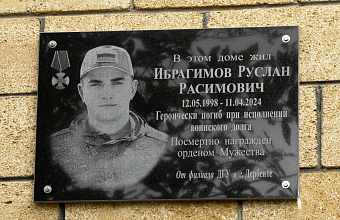 В этом доме жил
Ибрагимов Руслан
Расимович
12.05.1998 - 11.04.2024
Героически погиб при исполнении
воинского долга
Посмертно награжден
орденом Мужества
От филиала ДГУ в г. Дербенте